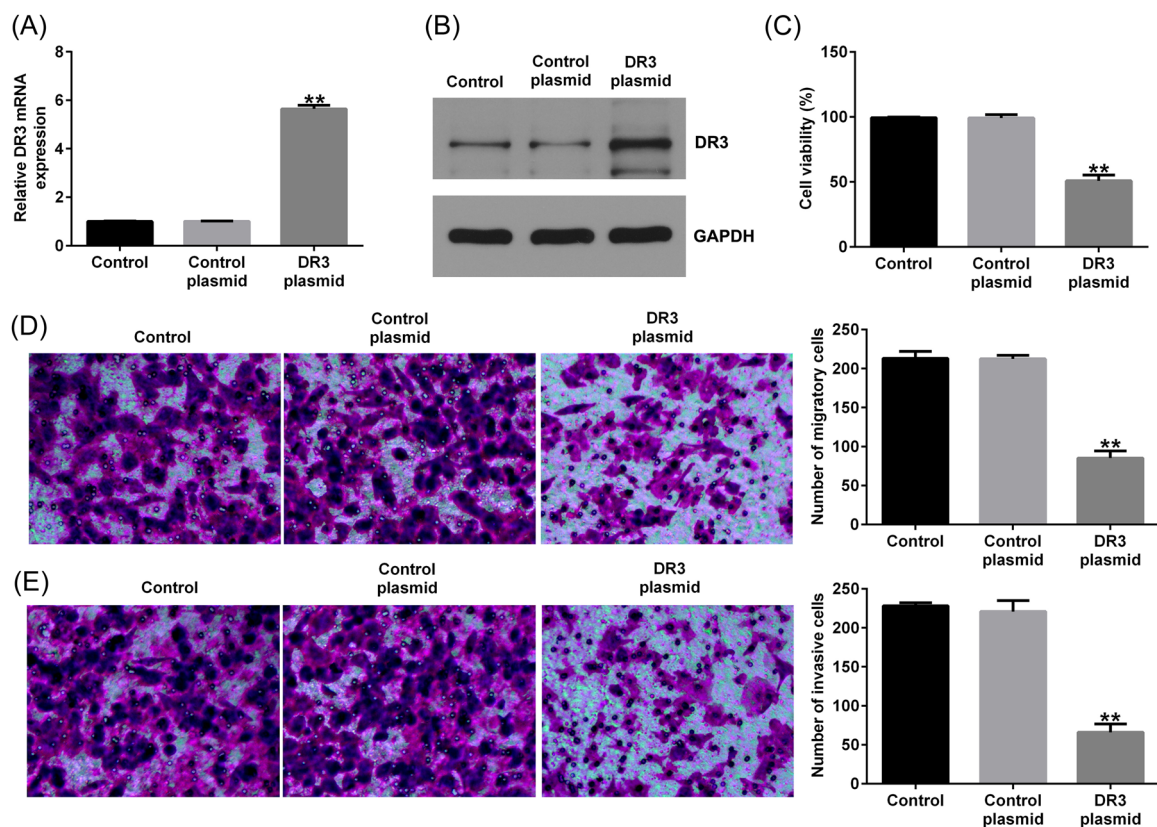 (A)
Relative DR3 mRNA
expression
8
6
4
2
0
**
Control
Control
plasmid
DR3
plasmid
(B)
Control
Control
plasmid
DR3
plasmid
DR3
GAPDH
(C)
Cell viability (%)
150
100
50
0
**
Control
Control
plasmid
DR3
plasmid
(D)
Control
Control
plasmid
DR3
plasmid
Number of migratory cells
250
200
150
100
50
0
**
Control
Control
plasmid
DR3
plasmid
(E)
Control
Control
plasmid
DR3
plasmid
Number of invasive cells
250
200
150
100
50
0
**
Control
Control
plasmid
DR3
plasmid